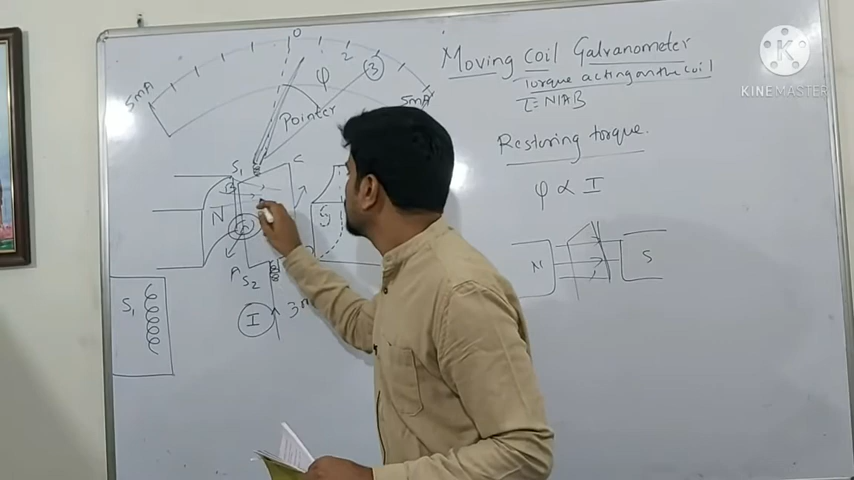 Moving coil Galvanometer
Torque acting on the coil
τ=NIAB
Restoring torque.
φ ∝ I
N
S
0
2
3
5mA
5mA
φ
Pointer
S1
C
B
N
S
A
S2
I
3m
S1
KINEMASTER